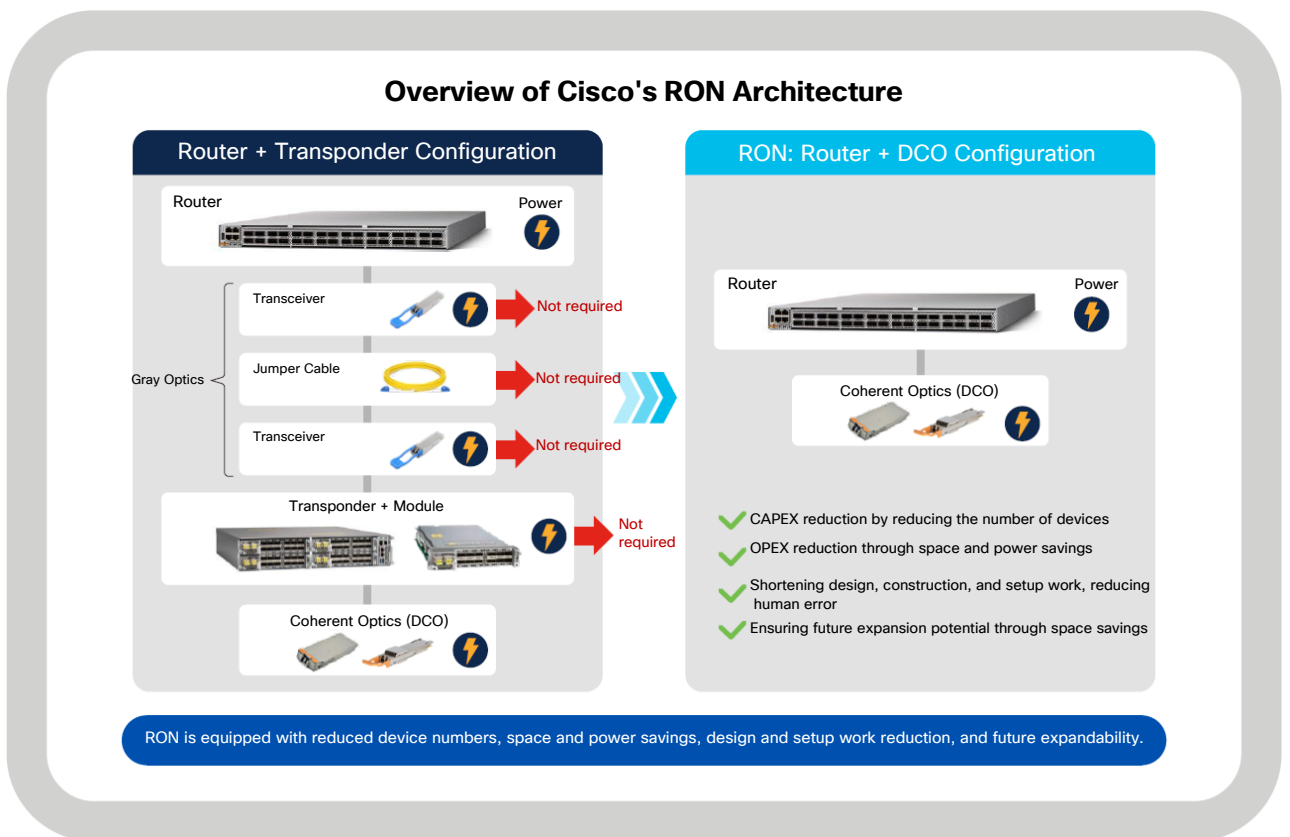 Overview of Cisco's RON Architecture
Router + Transponder Configuration
Router
Power
Gray Optics
Transceiver
Not required
Jumper Cable
Not required
Transceiver
Not required
Transponder + Module
Not
required
Coherent Optics (DCO)
RON: Router + DCO Configuration
Router
Power
Coherent Optics (DCO)
CAPEX reduction by reducing the number of devices
OPEX reduction through space and power savings
Shortening design, construction, and setup work, reducing
human error
Ensuring future expansion potential through space savings
RON is equipped with reduced device numbers, space and power savings, design and setup work reduction, and future expandability.